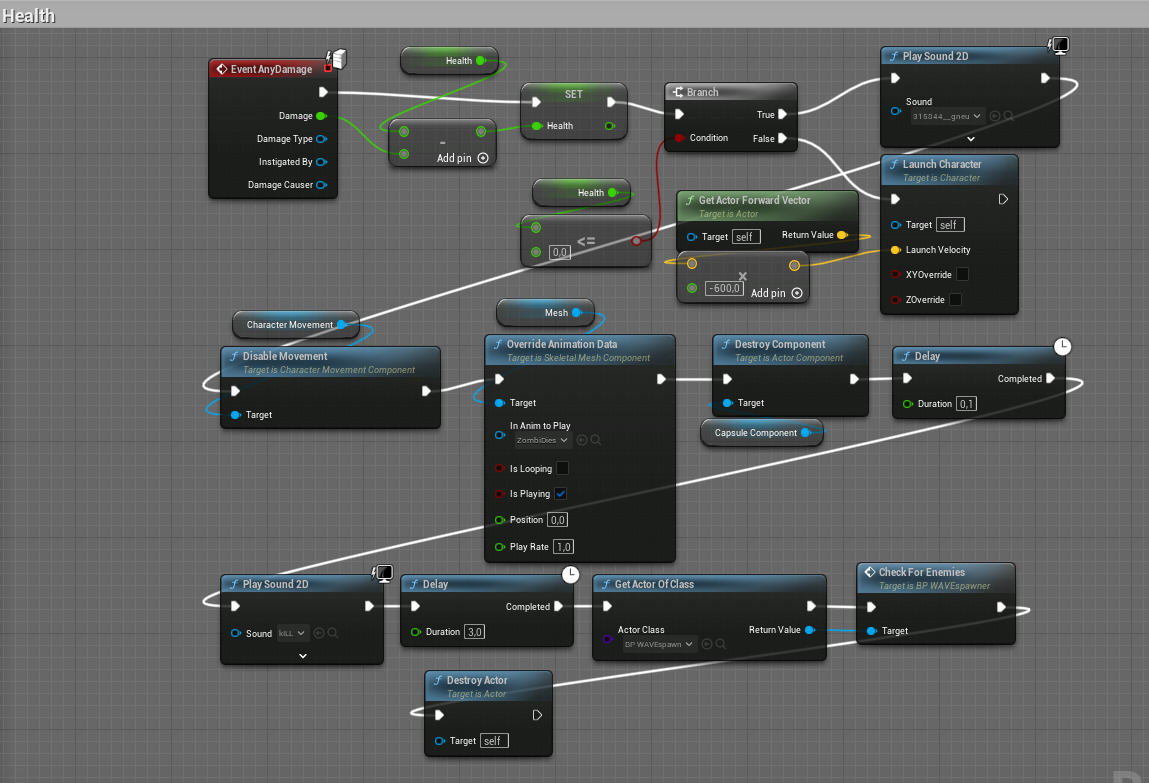 Health
Event AnyDamage
Damage
Damage Type
Instigated By
Damage Causer
Health
-
Add pin
SET
Health
Branch
Condition
True
False
Play Sound 2D
Sound
315044__gneu
Health
0,0
<=
Get Actor Forward Vector
Target is Actor
Target self
Return Value
×
-600,0
Add pin
Launch Character
Target is Character
Target self
Launch Velocity
XYOverride
ZOverride
Character Movement
Disable Movement
Target is Character Movement Component
Target
Mesh
Override Animation Data
Target is Skeletal Mesh Component
Target
In Anim to Play
ZombiDies
Is Looping
Is Playing
Position 0,0
Play Rate 1,0
Destroy Component
Target is Actor Component
Target
Capsule Component
Delay
Completed
Duration 0,1
Play Sound 2D
Sound kILL
Delay
Completed
Duration 3,0
Get Actor Of Class
Actor Class
BP WAVEspawn
Return Value
Check For Enemies
Target is BP WAVEspawner
Target
Destroy Actor
Target is Actor
Target self